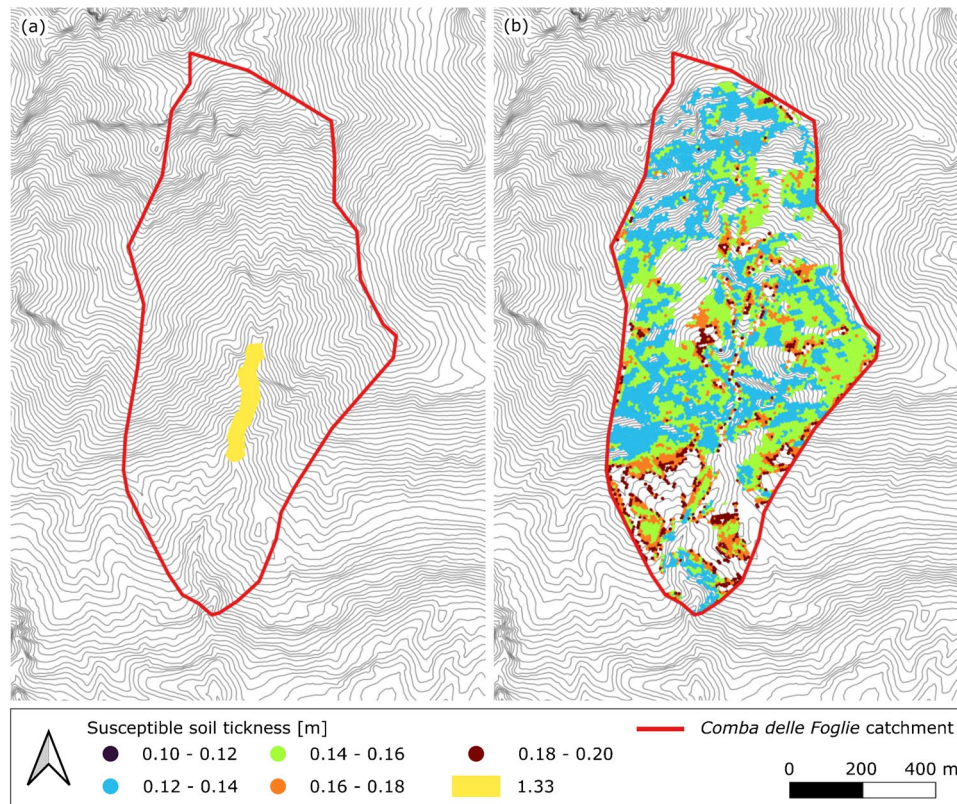 (a)
(b)
Susceptible soil tickness [m]
0.10 - 0.12
0.14 - 0.16
0.18 - 0.20
0.12 - 0.14
0.16 - 0.18
1.33
Comba delle Foglie catchment
0 200 400 m